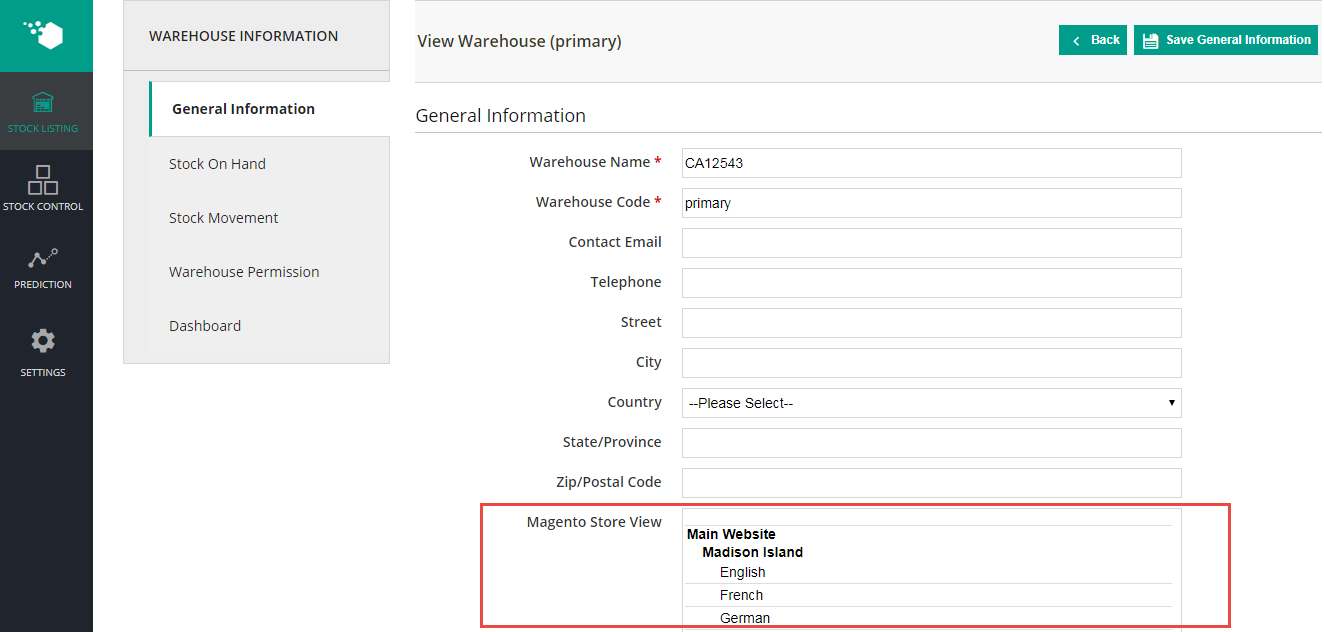 STOCK LISTING
STOCK CONTROL
PREDICTION
SETTINGS
WAREHOUSE INFORMATION
General Information
Stock On Hand
Stock Movement
Warehouse Permission
Dashboard
View Warehouse (primary)
Back
Save General Information
General Information
Warehouse Name * CA12543
Warehouse Code * primary
Contact Email
Telephone
Street
City
Country --Please Select--
State/Province
Zip/Postal Code
Magento Store View
Main Website
Madison Island
English
French
German